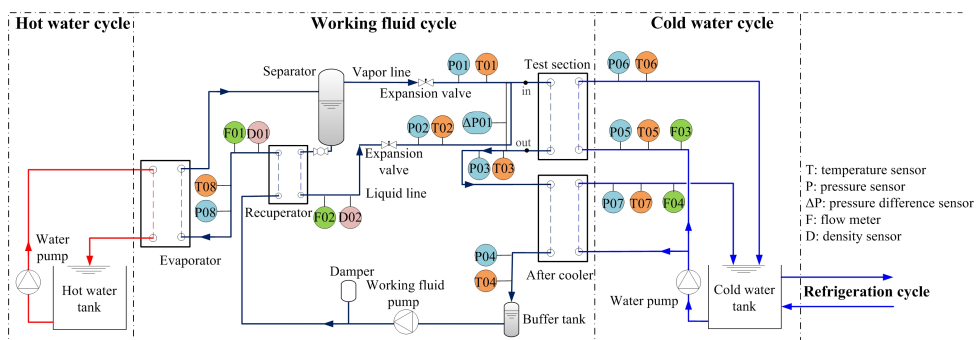 Hot water cycle
Working fluid cycle
Cold water cycle
Separator
Vapor line
Expansion valve
P01
T01
Test section
in
P06
T06
ΔP01
F01
D01
P02
T02
Expansion
valve
out
P05
T05
F03
P03
T03
T08
P08
Recuperator
Liquid line
F02
D02
P07
T07
F04
T: temperature sensor
P: pressure sensor
ΔP: pressure difference sensor
F: flow meter
D: density sensor
Water
pump
Evaporator
Hot water
tank
Damper
Working fluid
pump
P04
T04
After cooler
Buffer tank
Water pump
Cold water
tank
Refrigeration cycle